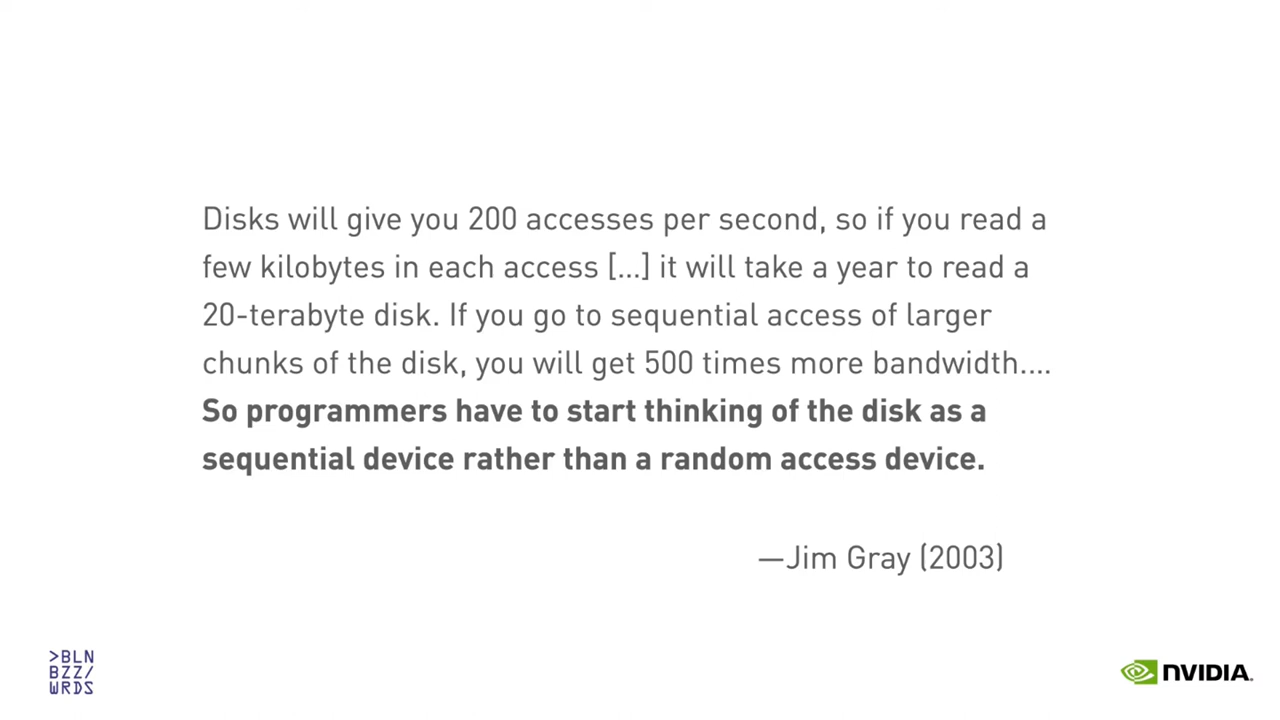 Disks will give you 200 accesses per second, so if you read a
few kilobytes in each access [...] it will take a year to read a
20-terabyte disk. If you go to sequential access of larger
chunks of the disk, you will get 500 times more bandwidth....
So programmers have to start thinking of the disk as a
sequential device rather than a random access device.
—Jim Gray (2003)
>BLN
BZZ/
WRDS
NVIDIA.